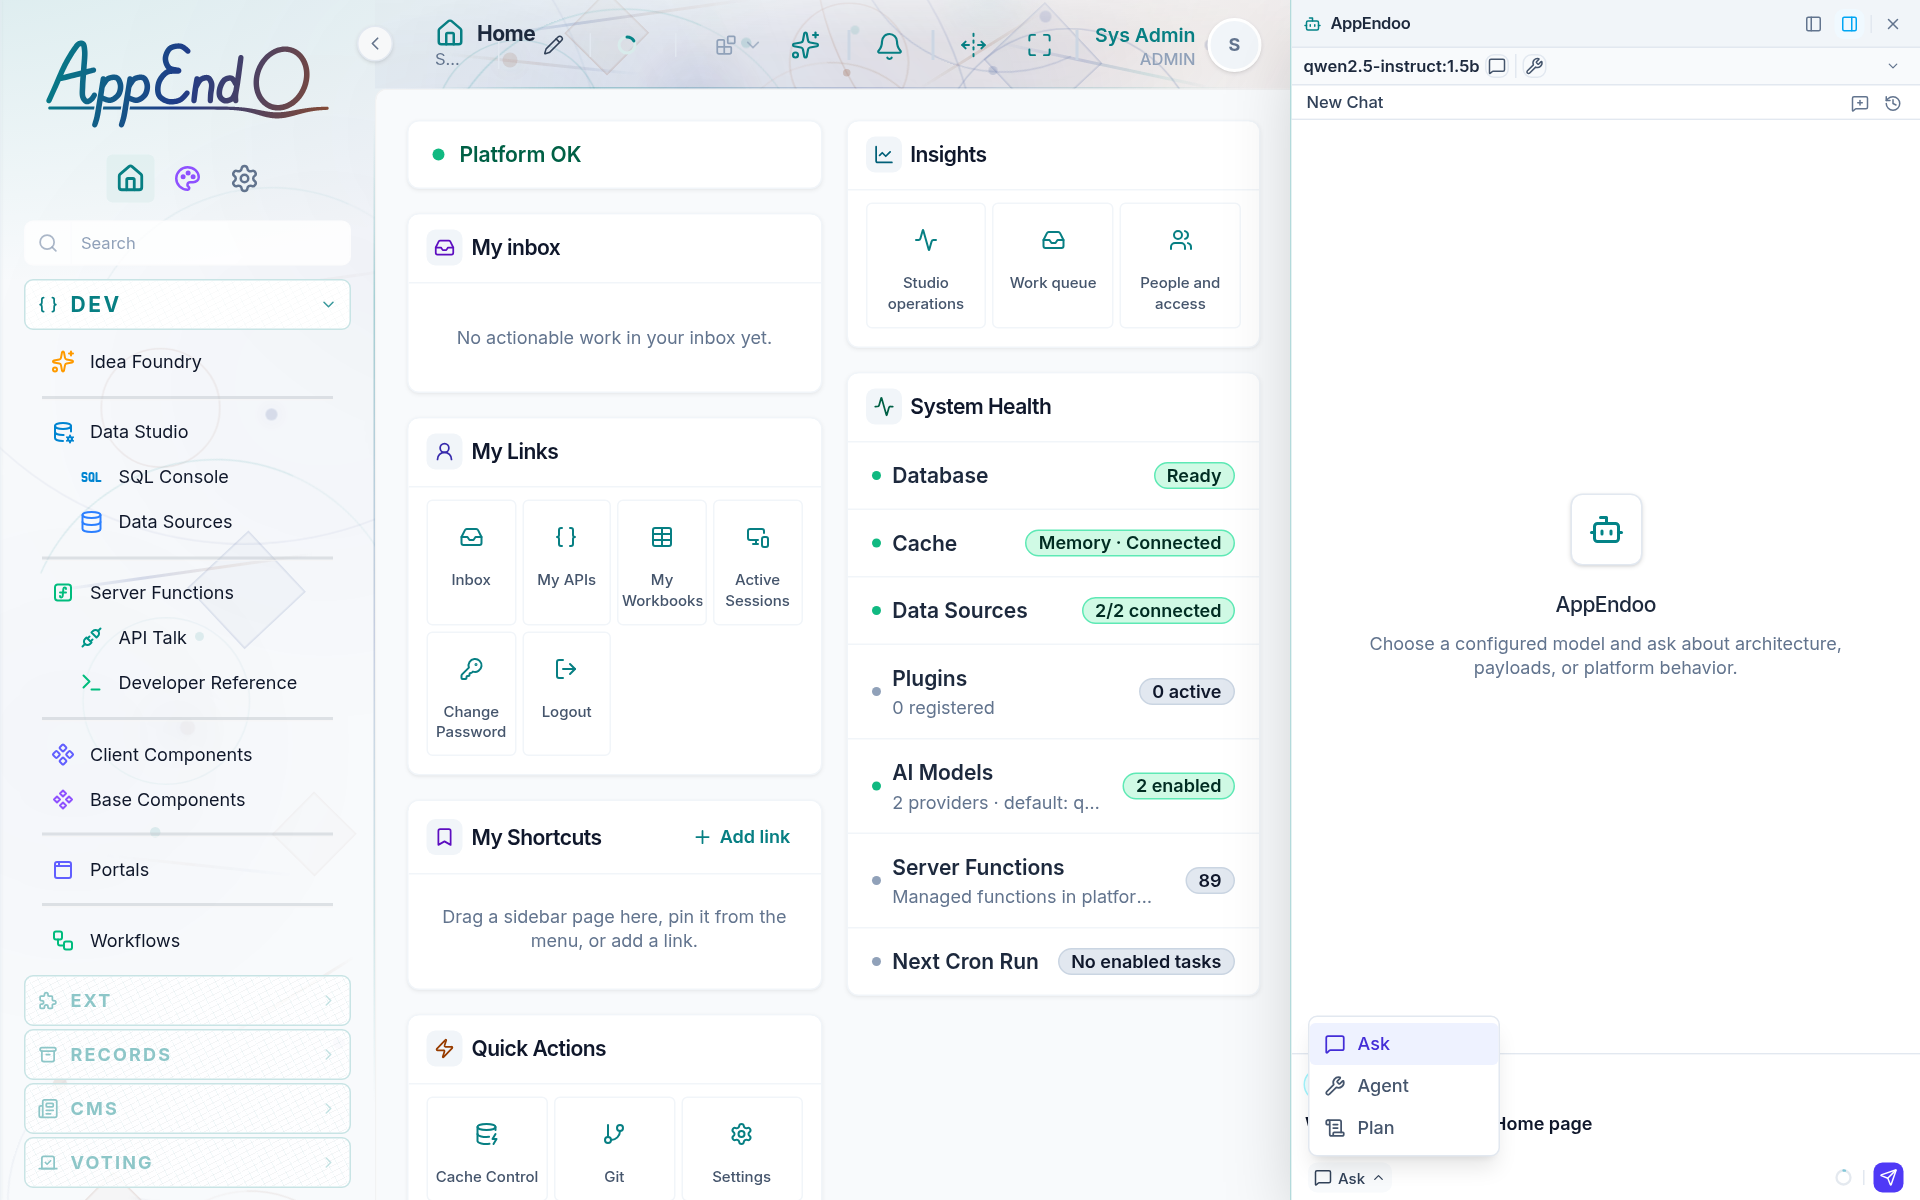 AppEndO
Search
DEV
Idea Foundry
Data Studio
SQL
SQL Console
Data Sources
Server Functions
API Talk
Developer Reference
Client Components
Base Components
Portals
Workflows
EXT
RECORDS
CMS
VOTING
Home
S...
Sys Admin
ADMIN
S
Platform OK
My inbox
No actionable work in your inbox yet.
My Links
Inbox
My APIs
My
Workbooks
Active
Sessions
Change
Password
Logout
My Shortcuts
Add link
Drag a sidebar page here, pin it from the
menu, or add a link.
Quick Actions
Cache Control
Git
Settings
Insights
Studio
operations
Work queue
People and
access
System Health
Database
Ready
Cache
Memory · Connected
Data Sources
2/2 connected
Plugins
0 registered
0 active
AI Models
2 providers · default: q...
2 enabled
Server Functions
Managed functions in platfor...
89
Next Cron Run
No enabled tasks
AppEndoo
qwen2.5-instruct:1.5b
New Chat
AppEndoo
Choose a configured model and ask about architecture,
payloads, or platform behavior.
Ask
Agent
Plan
Home page
Ask